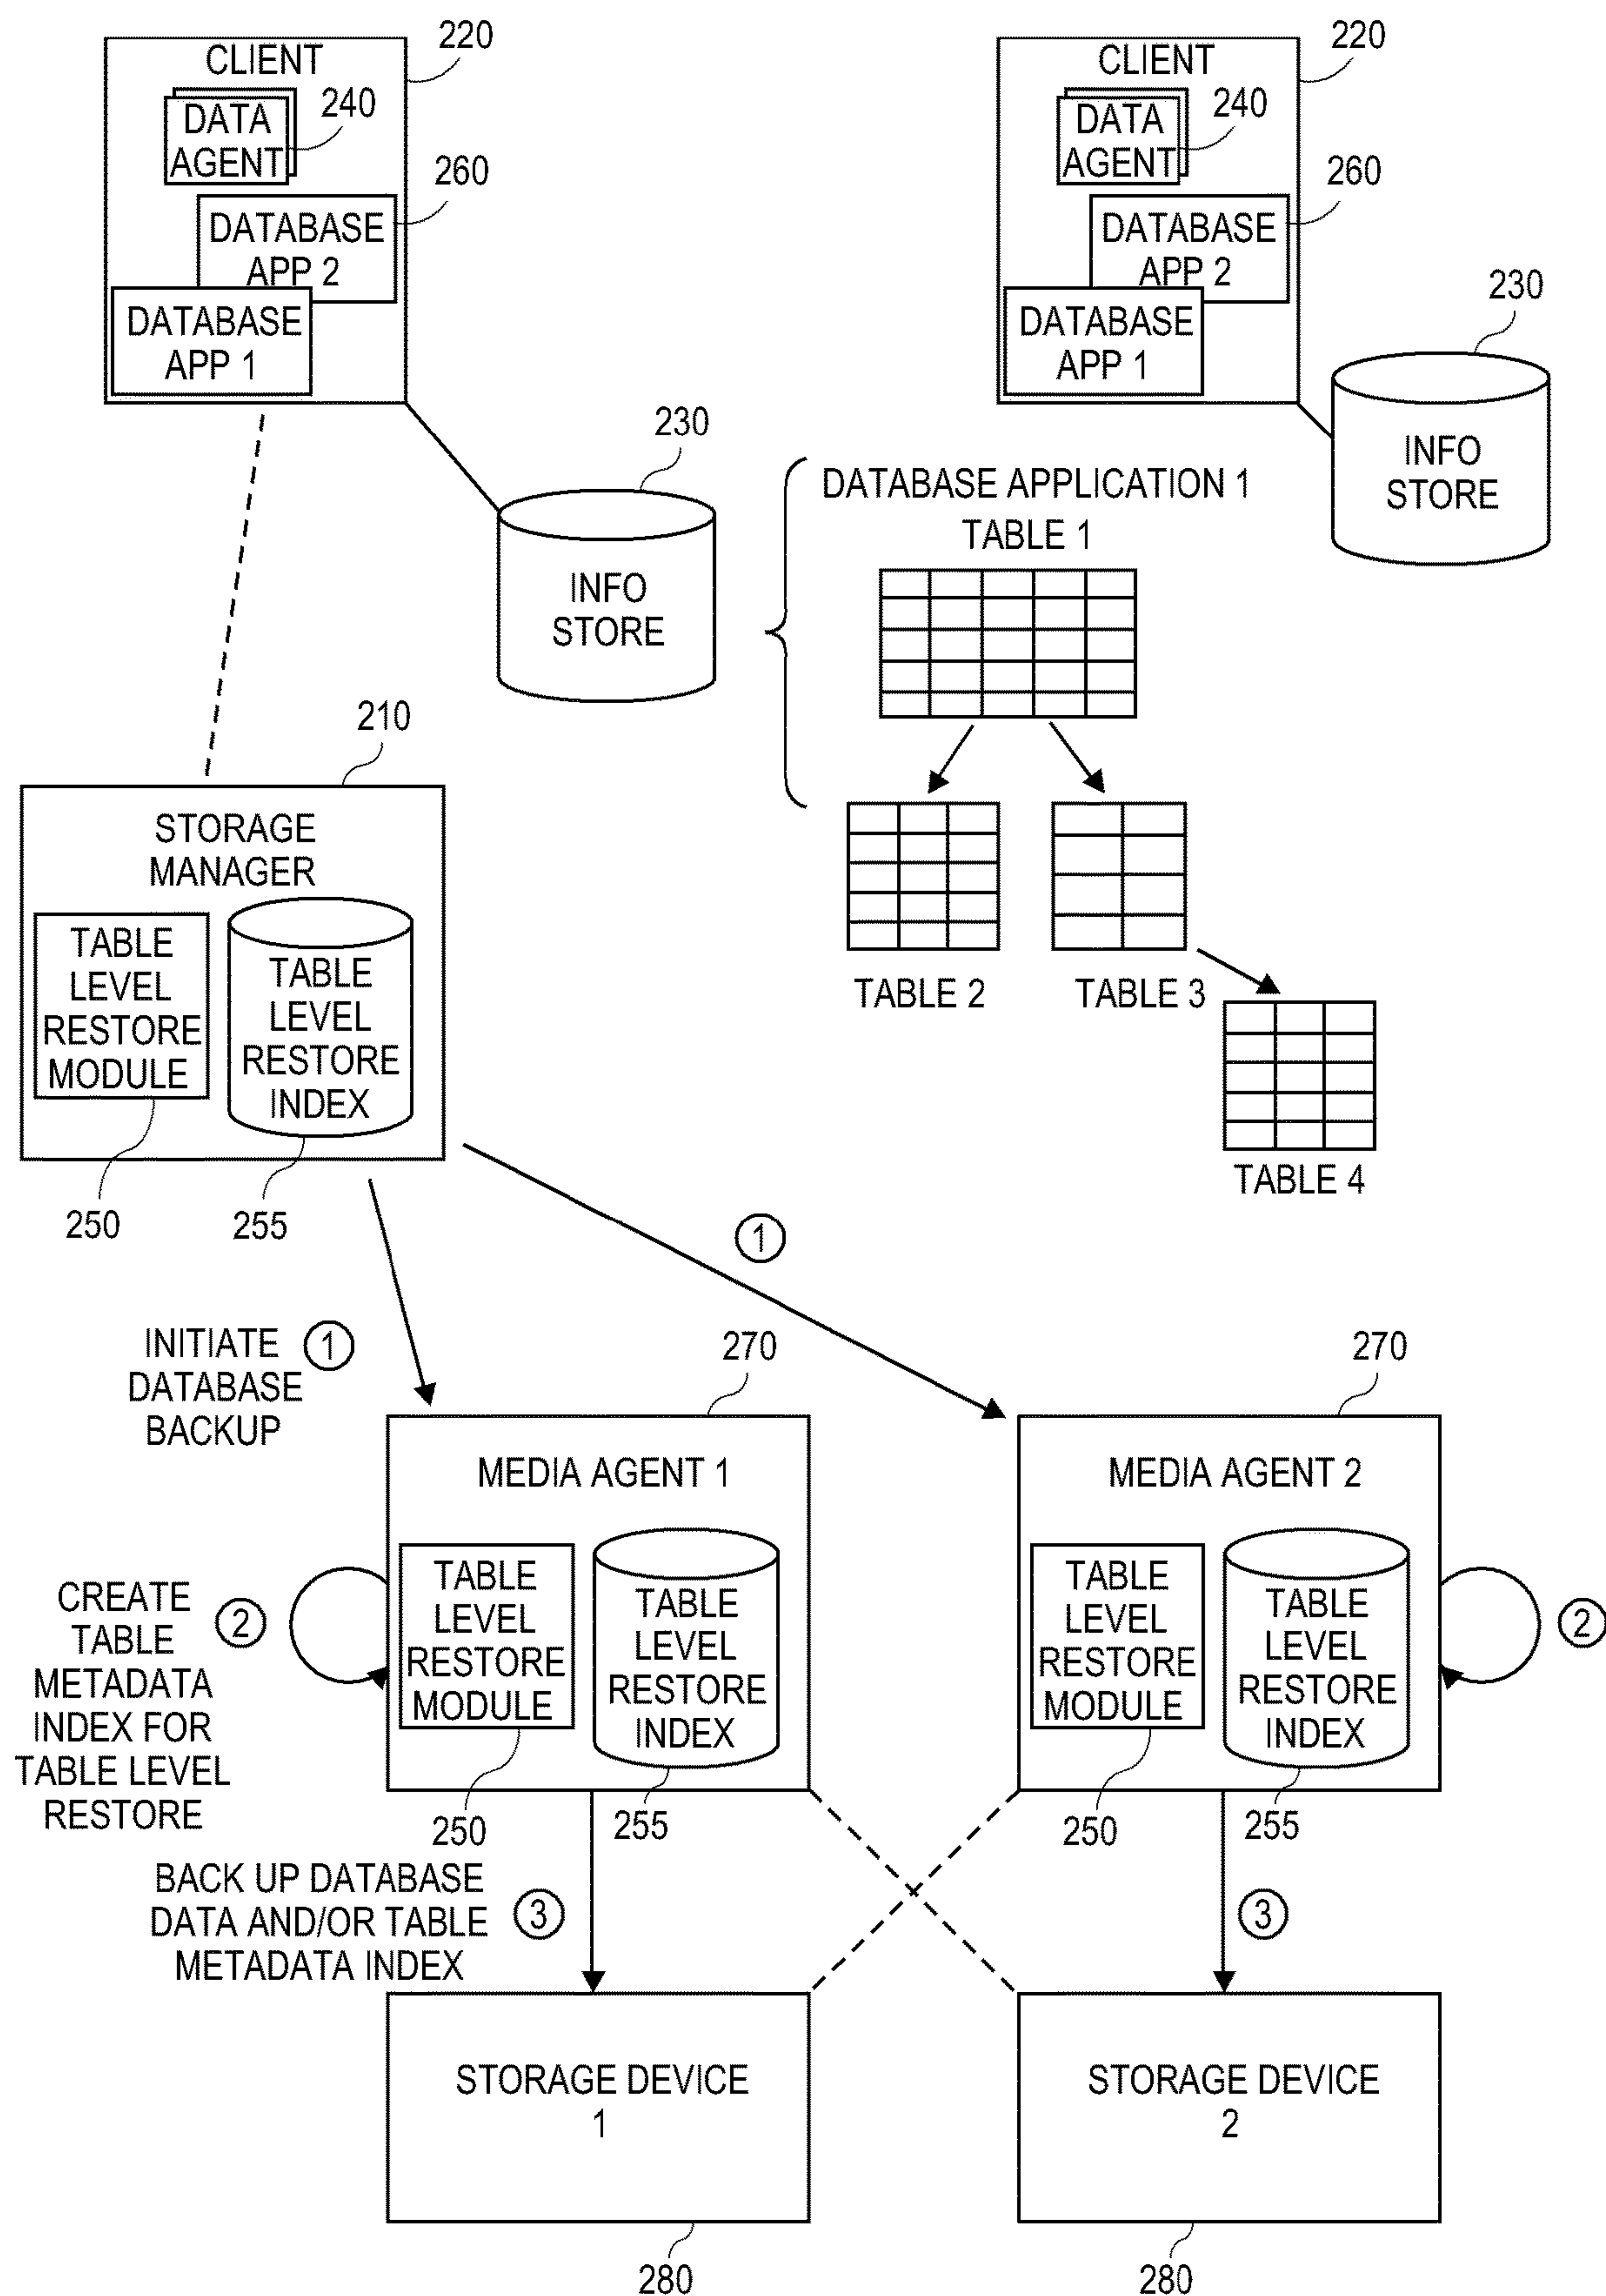 CLIENT
220
DATA
AGENT
240
260
DATABASE
APP 2
DATABASE
APP 1
CLIENT
220
DATA
AGENT
240
260
DATABASE
APP 2
DATABASE
APP 1
230
INFO
STORE
230
INFO
STORE
DATABASE APPLICATION 1
TABLE 1
TABLE 2
TABLE 3
TABLE 4
210
STORAGE
MANAGER
TABLE
LEVEL
RESTORE
MODULE
TABLE
LEVEL
RESTORE
INDEX
250
255
1
INITIATE
DATABASE
BACKUP
1
270
MEDIA AGENT 1
TABLE
LEVEL
RESTORE
MODULE
TABLE
LEVEL
RESTORE
INDEX
250
255
270
MEDIA AGENT 2
TABLE
LEVEL
RESTORE
MODULE
TABLE
LEVEL
RESTORE
INDEX
250
255
CREATE
TABLE
METADATA
INDEX FOR
TABLE LEVEL
RESTORE
2
2
BACK UP DATABASE
DATA AND/OR TABLE
METADATA INDEX
3
3
STORAGE DEVICE
1
280
STORAGE DEVICE
2
280